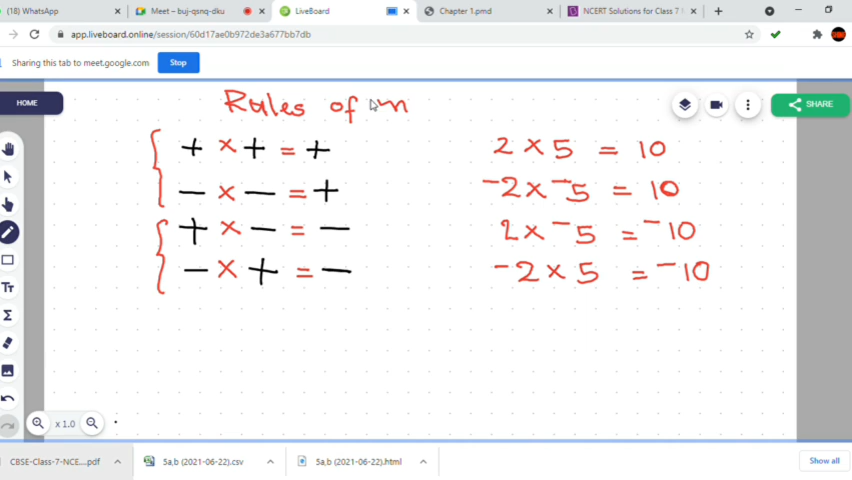 (18) WhatsApp
Meet – buj-qsnq-dku
LiveBoard
Chapter 1.pmd
NCERT Solutions for Class 7 M
app.liveboard.online/session/60d17ae0b972de3a677bb7db
Sharing this tab to meet.google.com
Stop
HOME
SHARE
Rules of m
+ × + = +
2 × 5 = 10
− × − = +
-2 × -5 = 10
+ × − = −
2 × -5 = -10
− × + = −
-2 × 5 = -10
Tт
Σ
x 1.0
CBSE-Class-7-NCE....pdf
5a,b (2021-06-22).csv
5a,b (2021-06-22).html
Show all